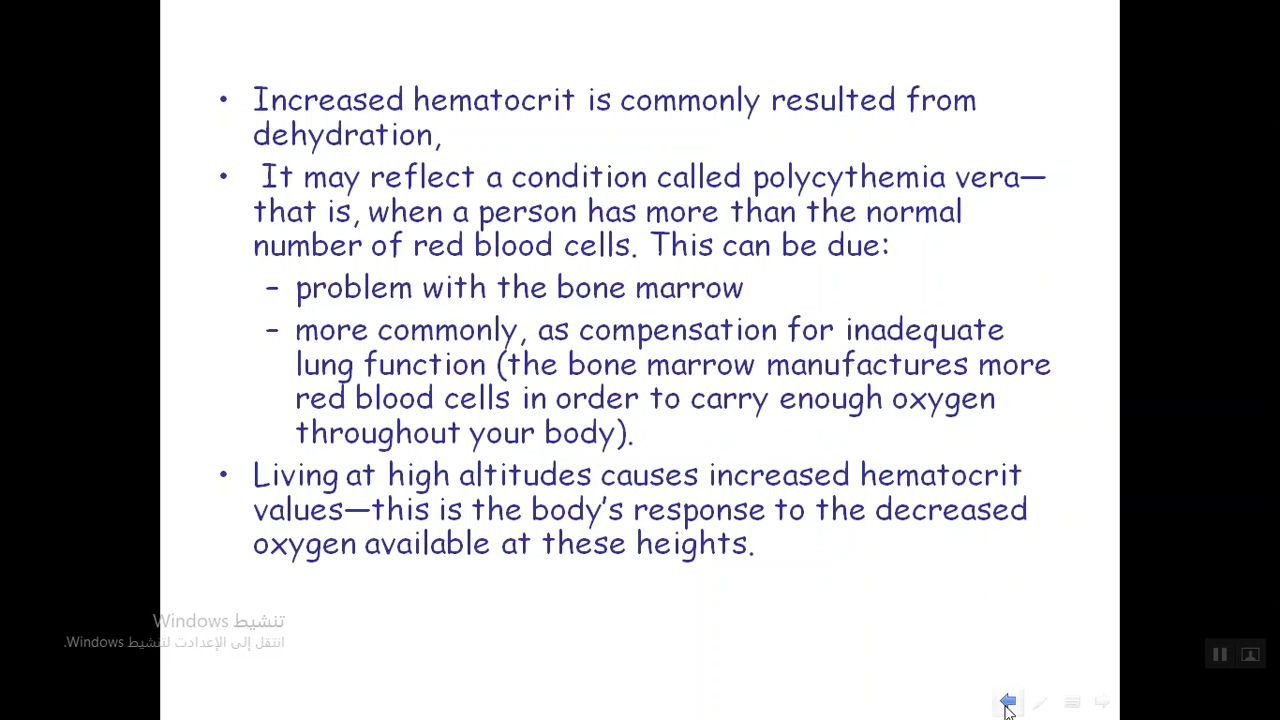 • Increased hematocrit is commonly resulted from
dehydration,
• It may reflect a condition called polycythemia vera—
that is, when a person has more than the normal
number of red blood cells. This can be due:
– problem with the bone marrow
– more commonly, as compensation for inadequate
lung function (the bone marrow manufactures more
red blood cells in order to carry enough oxygen
throughout your body).
• Living at high altitudes causes increased hematocrit
values—this is the body's response to the decreased
oxygen available at these heights.
تنشيط Windows
انتقل إلى الإعدادت لتنشيط Windows.